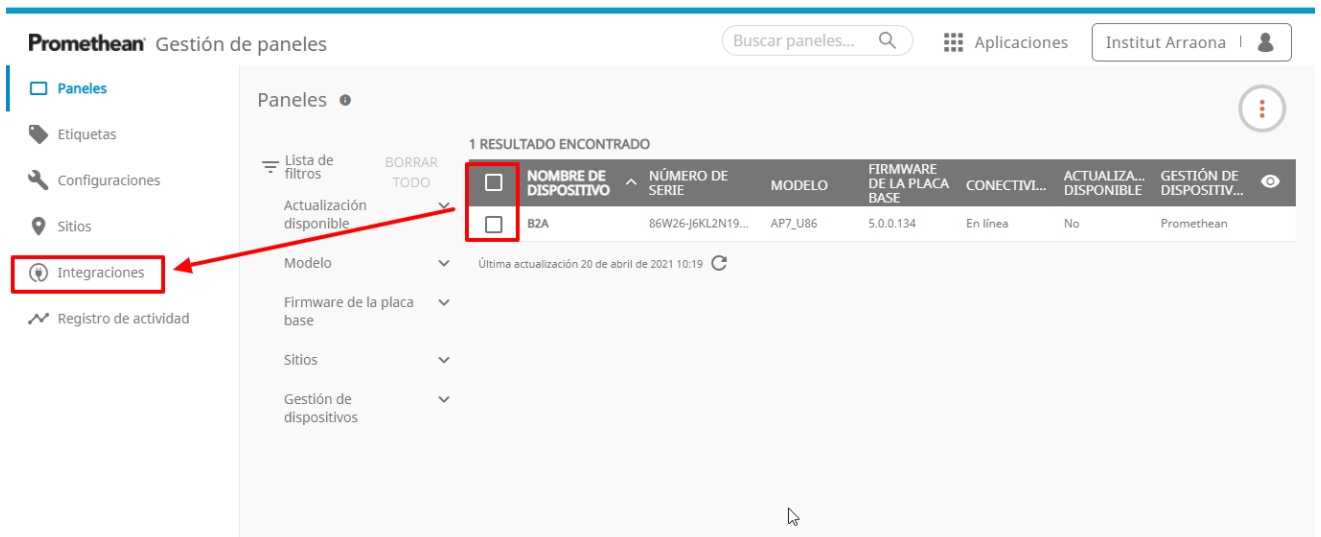 Promethean Gestión de paneles
Buscar paneles...
Aplicaciones
Institut Arraona
Paneles
Etiquetas
Configuraciones
Sitios
Integraciones
Registro de actividad
Paneles
Lista de
filtros
BORRAR
TODO
Actualización
disponible
Modelo
Firmware de la placa
base
Sitios
Gestión de
dispositivos
1 RESULTADO ENCONTRADO
NOMBRE DE
DISPOSITIVO
NÚMERO DE
SERIE
MODELO
FIRMWARE
DE LA PLACA
BASE
CONECTIVI...
ACTUALIZA...
DISPONIBLE
GESTIÓN DE
DISPOSITIV...
B2A
86W26-J6KL2N19...
AP7_U86
5.0.0.134
En línea
No
Promethean
Última actualización 20 de abril de 2021 10:19